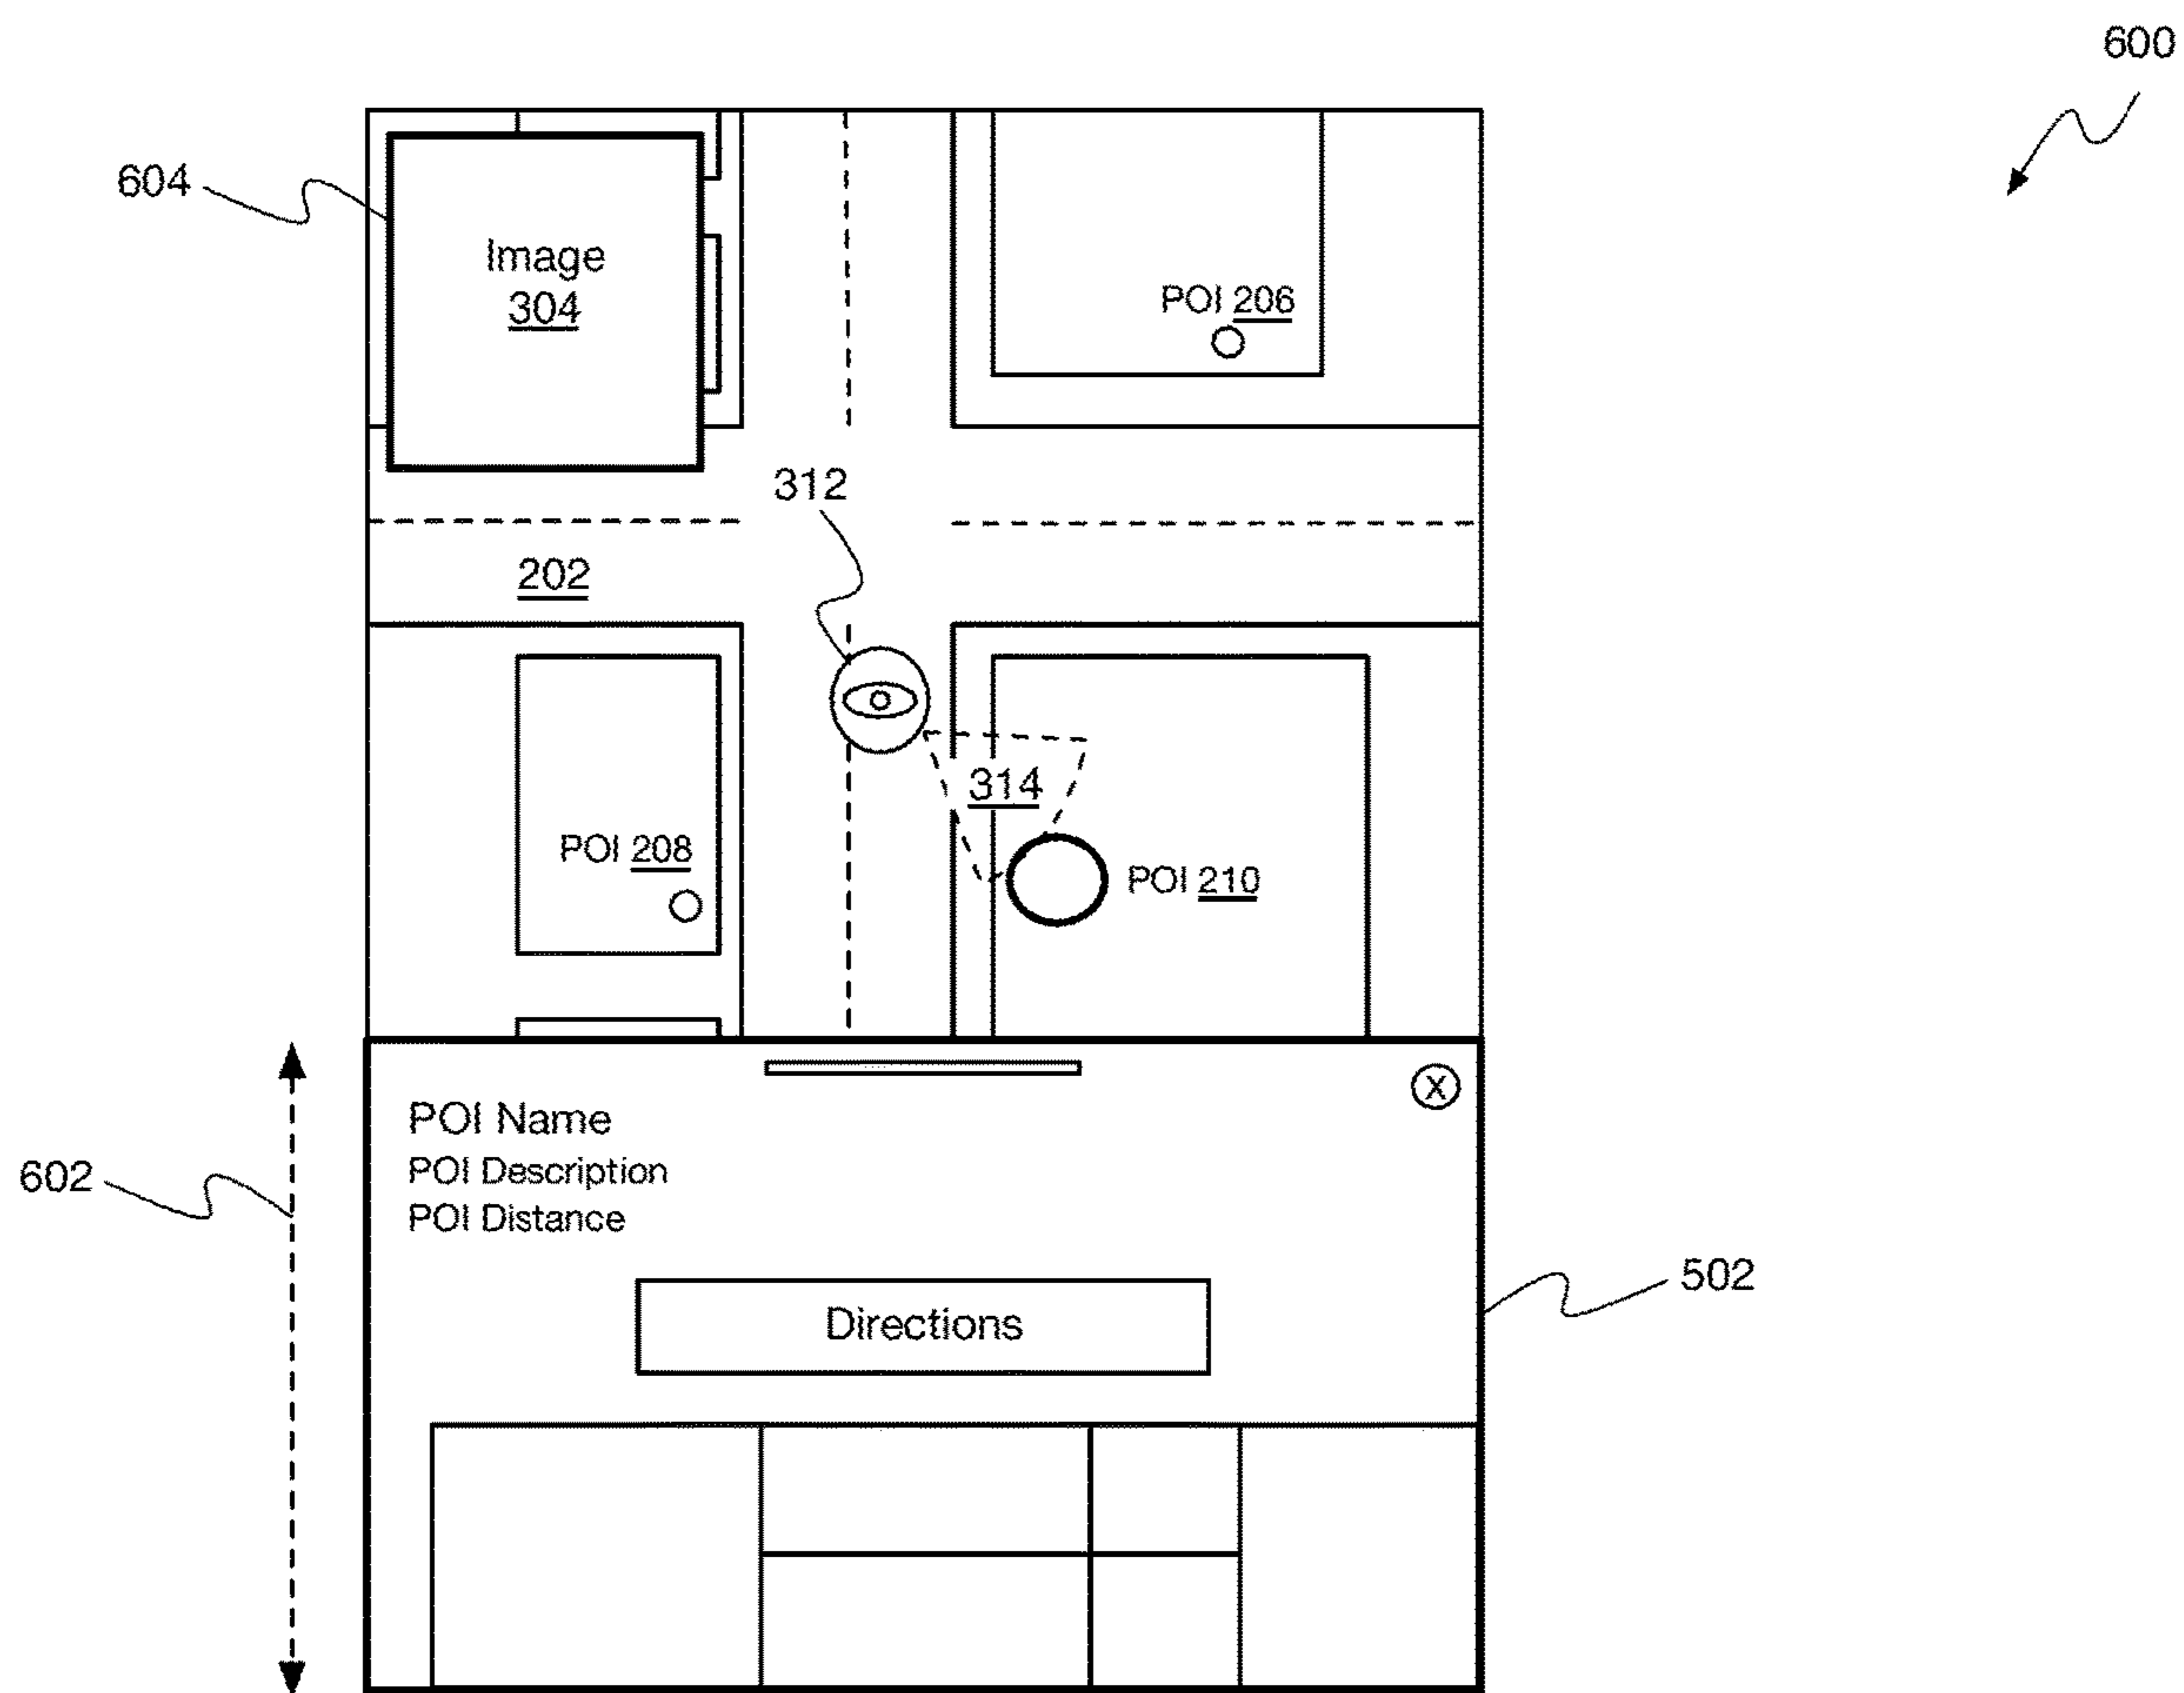 600
604
Image
304
POI 206
312
202
314
POI 208
POI 210
X
POI Name
POI Description
602
POI Distance
502
Directions